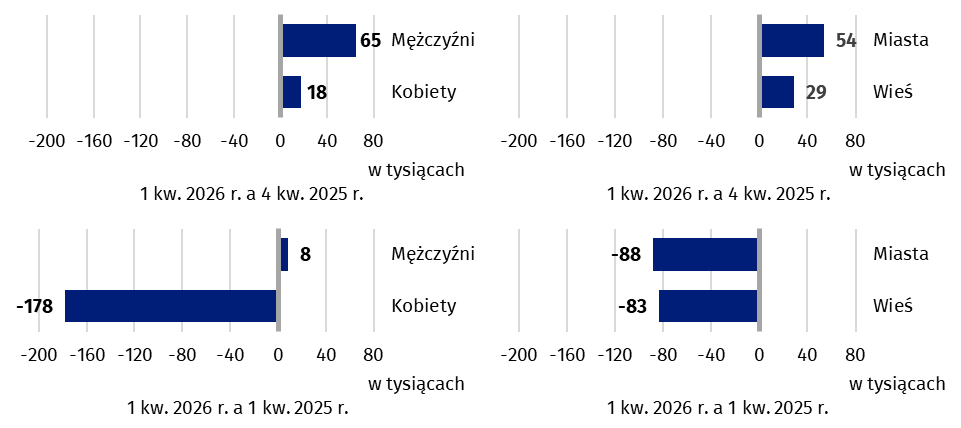 65 Mężczyźni
18 Kobiety
-200 -160 -120 -80 -40 0 40 80
w tysiącach
1 kw. 2026 r. a 4 kw. 2025 r.
54 Miasta
29 Wieś
-200 -160 -120 -80 -40 0 40 80
w tysiącach
1 kw. 2026 r. a 4 kw. 2025 r.
8 Mężczyźni
-178 Kobiety
-200 -160 -120 -80 -40 0 40 80
w tysiącach
1 kw. 2026 r. a 1 kw. 2025 r.
-88 Miasta
-83 Wieś
-200 -160 -120 -80 -40 0 40 80
w tysiącach
1 kw. 2026 r. a 1 kw. 2025 r.